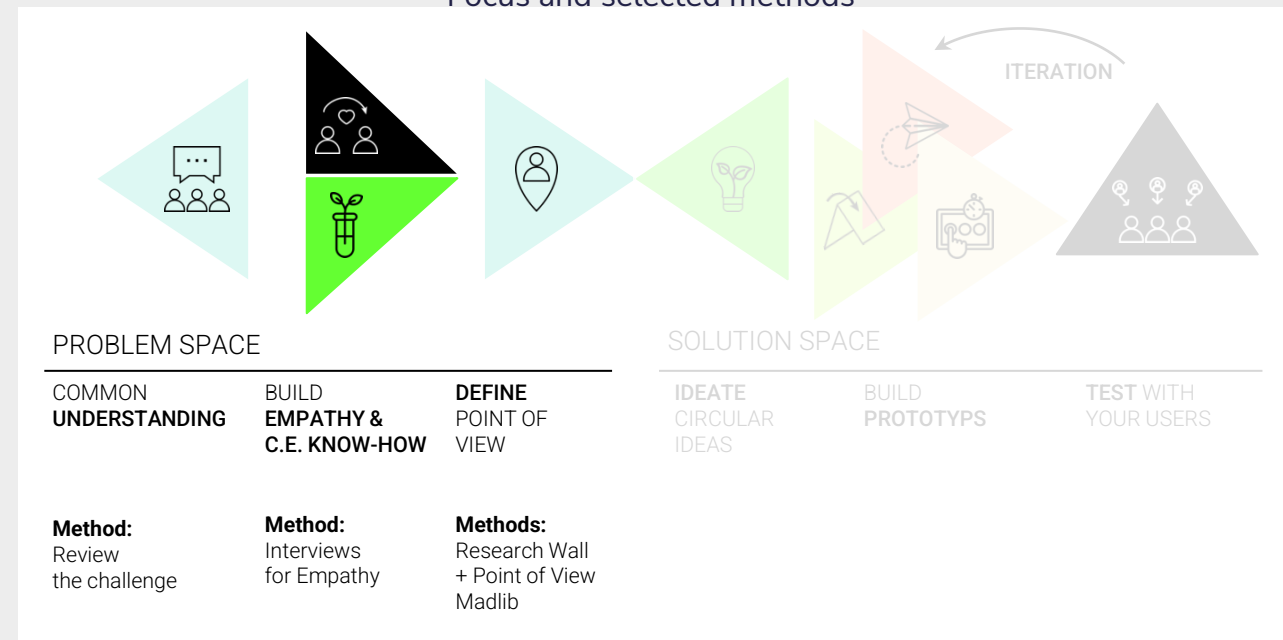 Focus and selected methods
ITERATION
PROBLEM SPACE
SOLUTION SPACE
COMMON
UNDERSTANDING
BUILD
EMPATHY &
C.E. KNOW-HOW
DEFINE
POINT OF
VIEW
IDEATE
CIRCULAR
IDEAS
BUILD
PROTOTYPS
TEST WITH
YOUR USERS
Method:
Review
the challenge
Method:
Interviews
for Empathy
Methods:
Research Wall
+ Point of View
Madlib